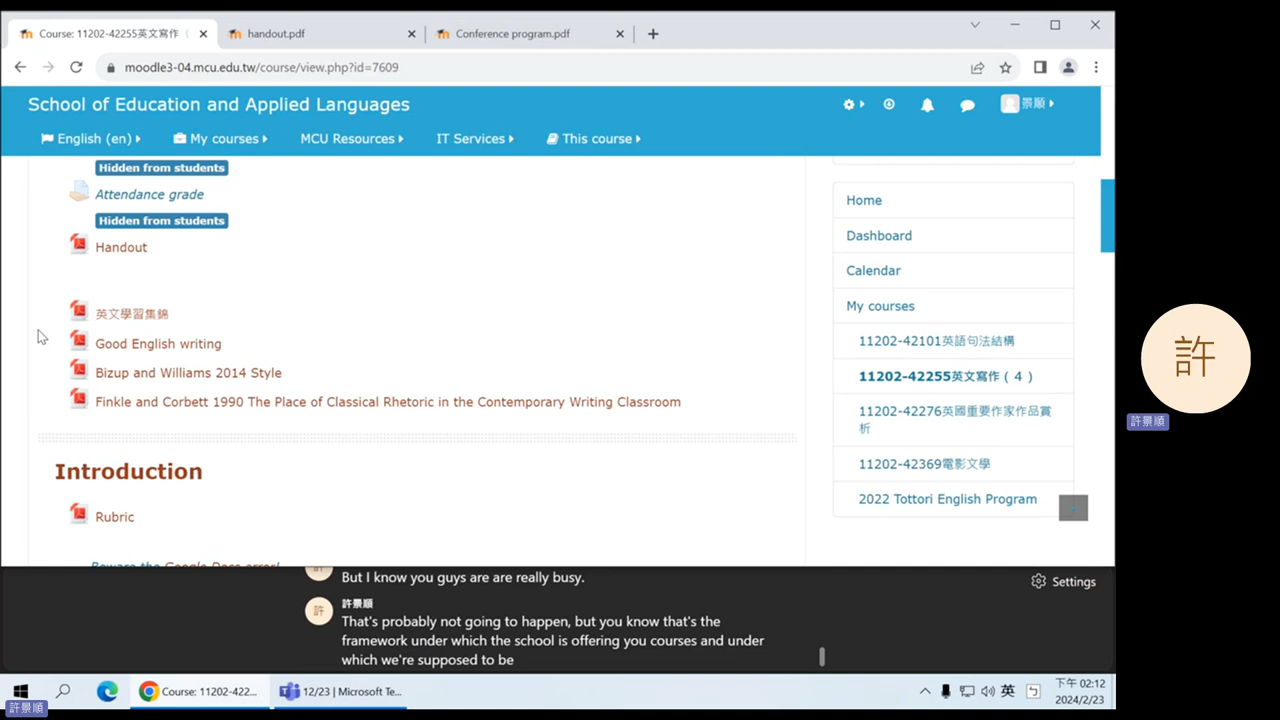 Course: 11202-42255英文寫作 (
handout.pdf
Conference program.pdf
moodle3-04.mcu.edu.tw/course/view.php?id=7609
School of Education and Applied Languages
景順
English (en)
My courses
MCU Resources
IT Services
This course
Hidden from students
Attendance grade
Hidden from students
Handout
英文學習集錦
Good English writing
Bizup and Williams 2014 Style
Finkle and Corbett 1990 The Place of Classical Rhetoric in the Contemporary Writing Classroom
Introduction
Rubric
Beware the Google Docs error!
Home
Dashboard
Calendar
My courses
11202-42101英語句法結構
11202-42255英文寫作 ( 4 )
11202-42276英國重要作家作品賞
析
11202-42369電影文學
2022 Tottori English Program
許
許景順
But I know you guys are are really busy.
Settings
許
許景順
That's probably not going to happen, but you know that's the
framework under which the school is offering you courses and under
which we're supposed to be
Course: 11202-422...
12/23 | Microsoft Te...
英
下午 02:12
2024/2/23
許景順